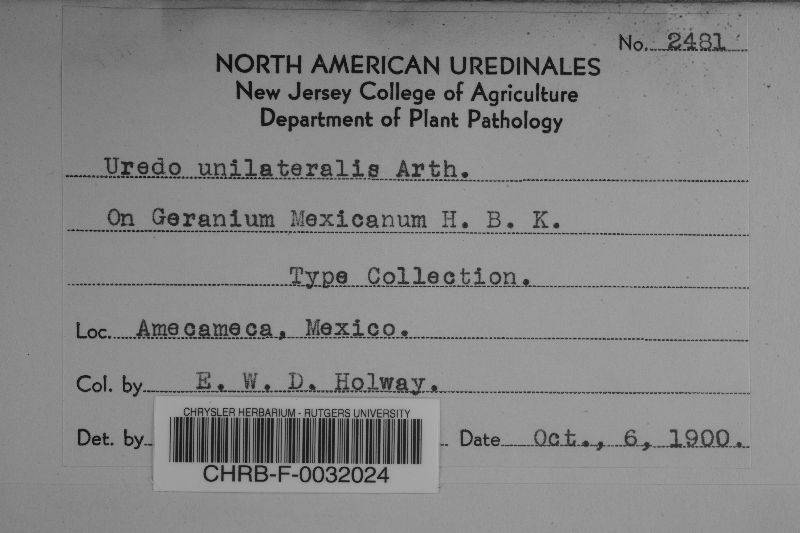 No. 2481
NORTH AMERICAN UREDINALES
New Jersey College of Agriculture
Department of Plant Pathology
Uredo unilateralis Arth.
On Geranium Mexicanum H. B. K.
Type Collection.
Loc. Amecameca, Mexico.
Col. by E. W. D. Holway.
Det. by Date Oct., 6, 1900.
CHRYSLER HERBARIUM - RUTGERS UNIVERSITY
CHRB-F-0032024